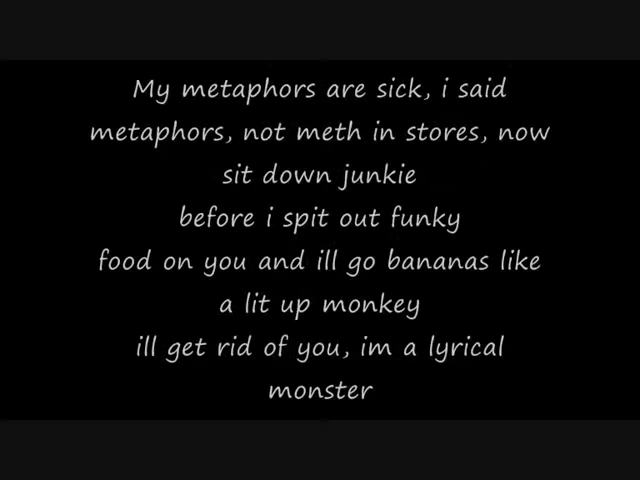 My metaphors are sick, i said
metaphors, not meth in stores, now
sit down junkie
before i spit out funky
food on you and ill go bananas like
a lit up monkey
ill get rid of you, im a lyrical
monster